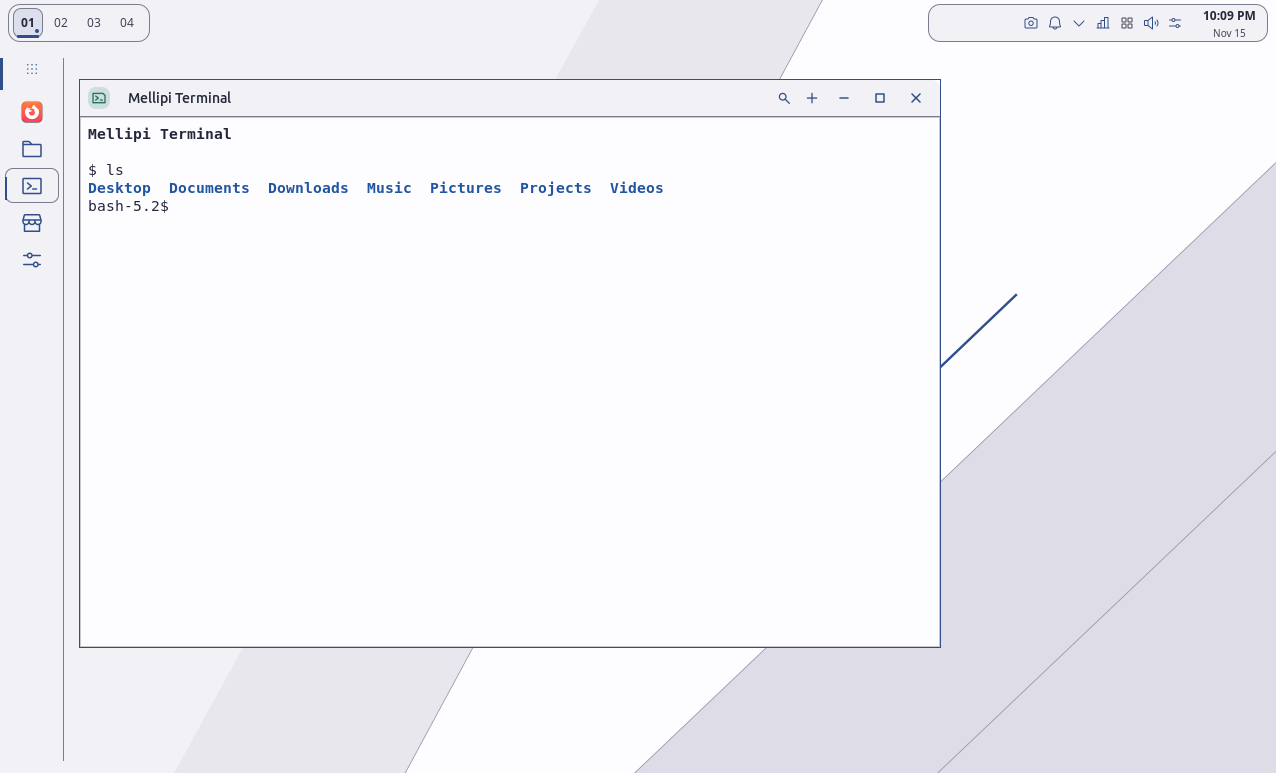 01 02 03 04
10:09 PM
Nov 15
Mellipi Terminal
Mellipi Terminal
$ ls
Desktop  Documents  Downloads  Music  Pictures  Projects  Videos
bash-5.2$